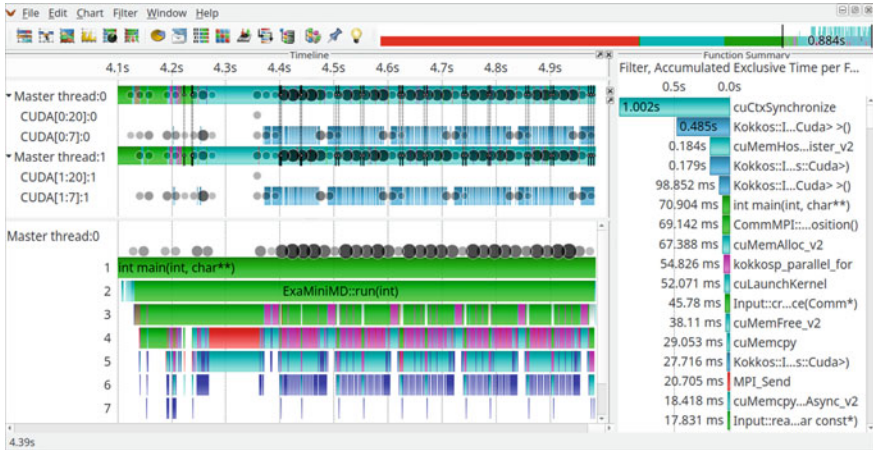 File Edit Chart Filter Window Help
0.884s
Timeline
4.1s 4.2s 4.3s 4.4s 4.5s 4.6s 4.7s 4.8s 4.9s
Master thread:0
CUDA[0:20]:0
CUDA[0:7]:0
Master thread:1
CUDA[1:20]:1
CUDA[1:7]:1
Master thread:0
1 int main(int, char**)
2 ExaMiniMD::run(int)
3
4
5
6
7
4.39s
Function Summary
Filter, Accumulated Exclusive Time per F...
0.5s 0.0s
1.002s cuCtxSynchronize
0.485s Kokkos::I...Cuda> >()
0.184s cuMemHos...ister_v2
0.179s Kokkos::I...s::Cuda>)
98.852 ms Kokkos::I...Cuda> >()
70.904 ms int main(int, char**)
69.142 ms CommMPI::...osition()
67.388 ms cuMemAlloc_v2
54.826 ms kokkosp_parallel_for
52.071 ms cuLaunchKernel
45.78 ms Input::cr...ce(Comm*)
38.11 ms cuMemFree_v2
29.053 ms cuMemcpy
27.716 ms Kokkos::I...s::Cuda>)
20.705 ms MPI_Send
18.418 ms cuMemcpy...Async_v2
17.831 ms Input::rea...ar const*)